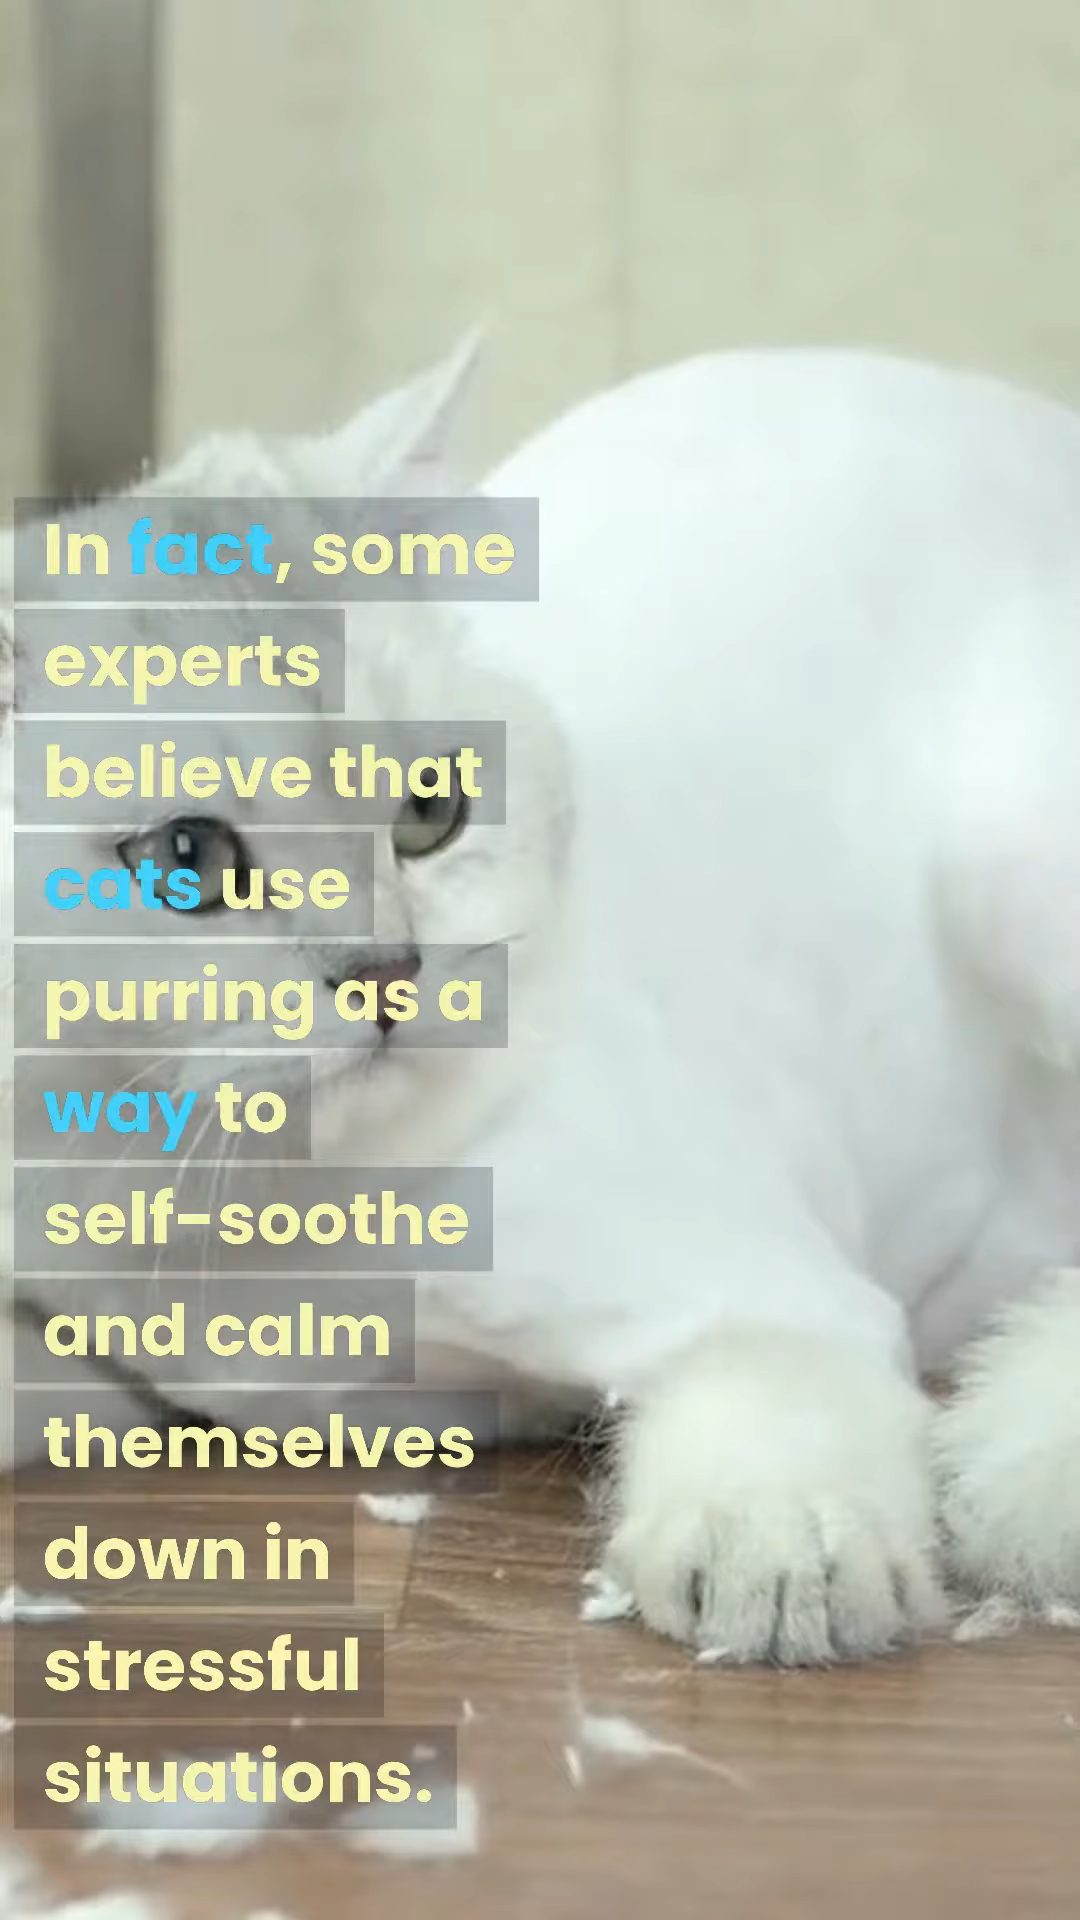 In fact, some
experts
believe that
cats use
purring as a
way to
self-soothe
and calm
themselves
down in
stressful
situations.